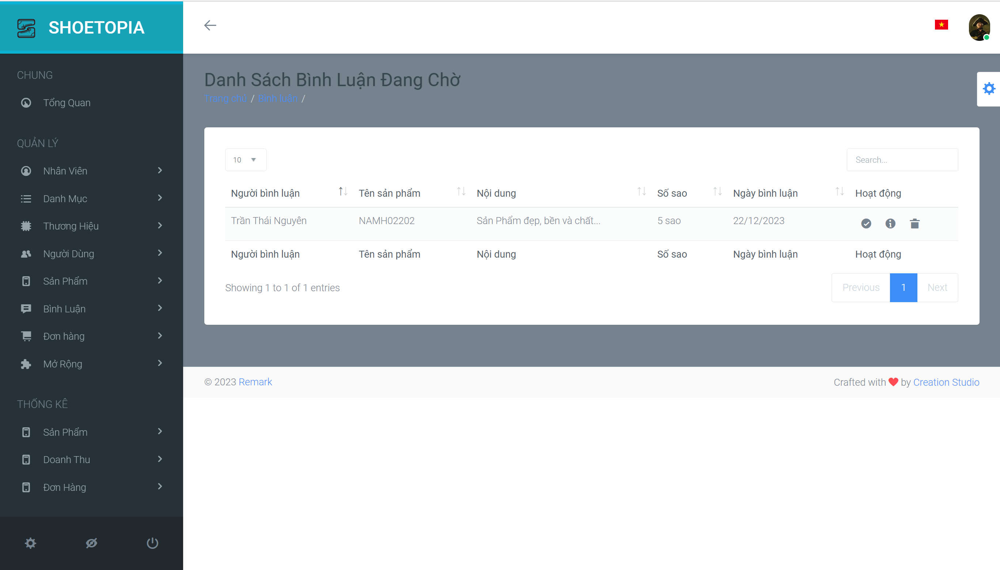 SHOETOPIA
CHUNG
Tổng Quan
QUẢN LÝ
Nhân Viên
Danh Mục
Thương Hiệu
Người Dùng
Sản Phẩm
Bình Luận
Đơn hàng
Mở Rộng
THỐNG KÊ
Sản Phẩm
Doanh Thu
Đơn Hàng
Danh Sách Bình Luận Đang Chờ
Trang chủ / Bình luận /
10
Search...
Người bình luận Tên sản phẩm Nội dung Số sao Ngày bình luận Hoạt động
Trần Thái Nguyên NAMH02202 Sản Phẩm đẹp, bền và chất... 5 sao 22/12/2023
Người bình luận Tên sản phẩm Nội dung Số sao Ngày bình luận Hoạt động
Showing 1 to 1 of 1 entries
Previous 1 Next
© 2023 Remark
Crafted with by Creation Studio